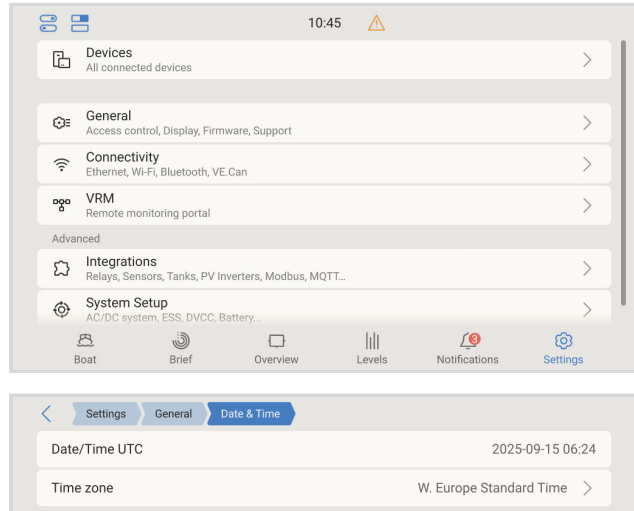 10:45
Devices
All connected devices
General
Access control, Display, Firmware, Support
Connectivity
Ethernet, Wi-Fi, Bluetooth, VE.Can
VRM
Remote monitoring portal
Advanced
Integrations
Relays, Sensors, Tanks, PV Inverters, Modbus, MQTT...
System Setup
AC/DC system, ESS, DVCC, Battery...
3
Boat Brief Overview Levels Notifications Settings
Settings General Date & Time
Date/Time UTC 2025-09-15 06:24
Time zone W. Europe Standard Time